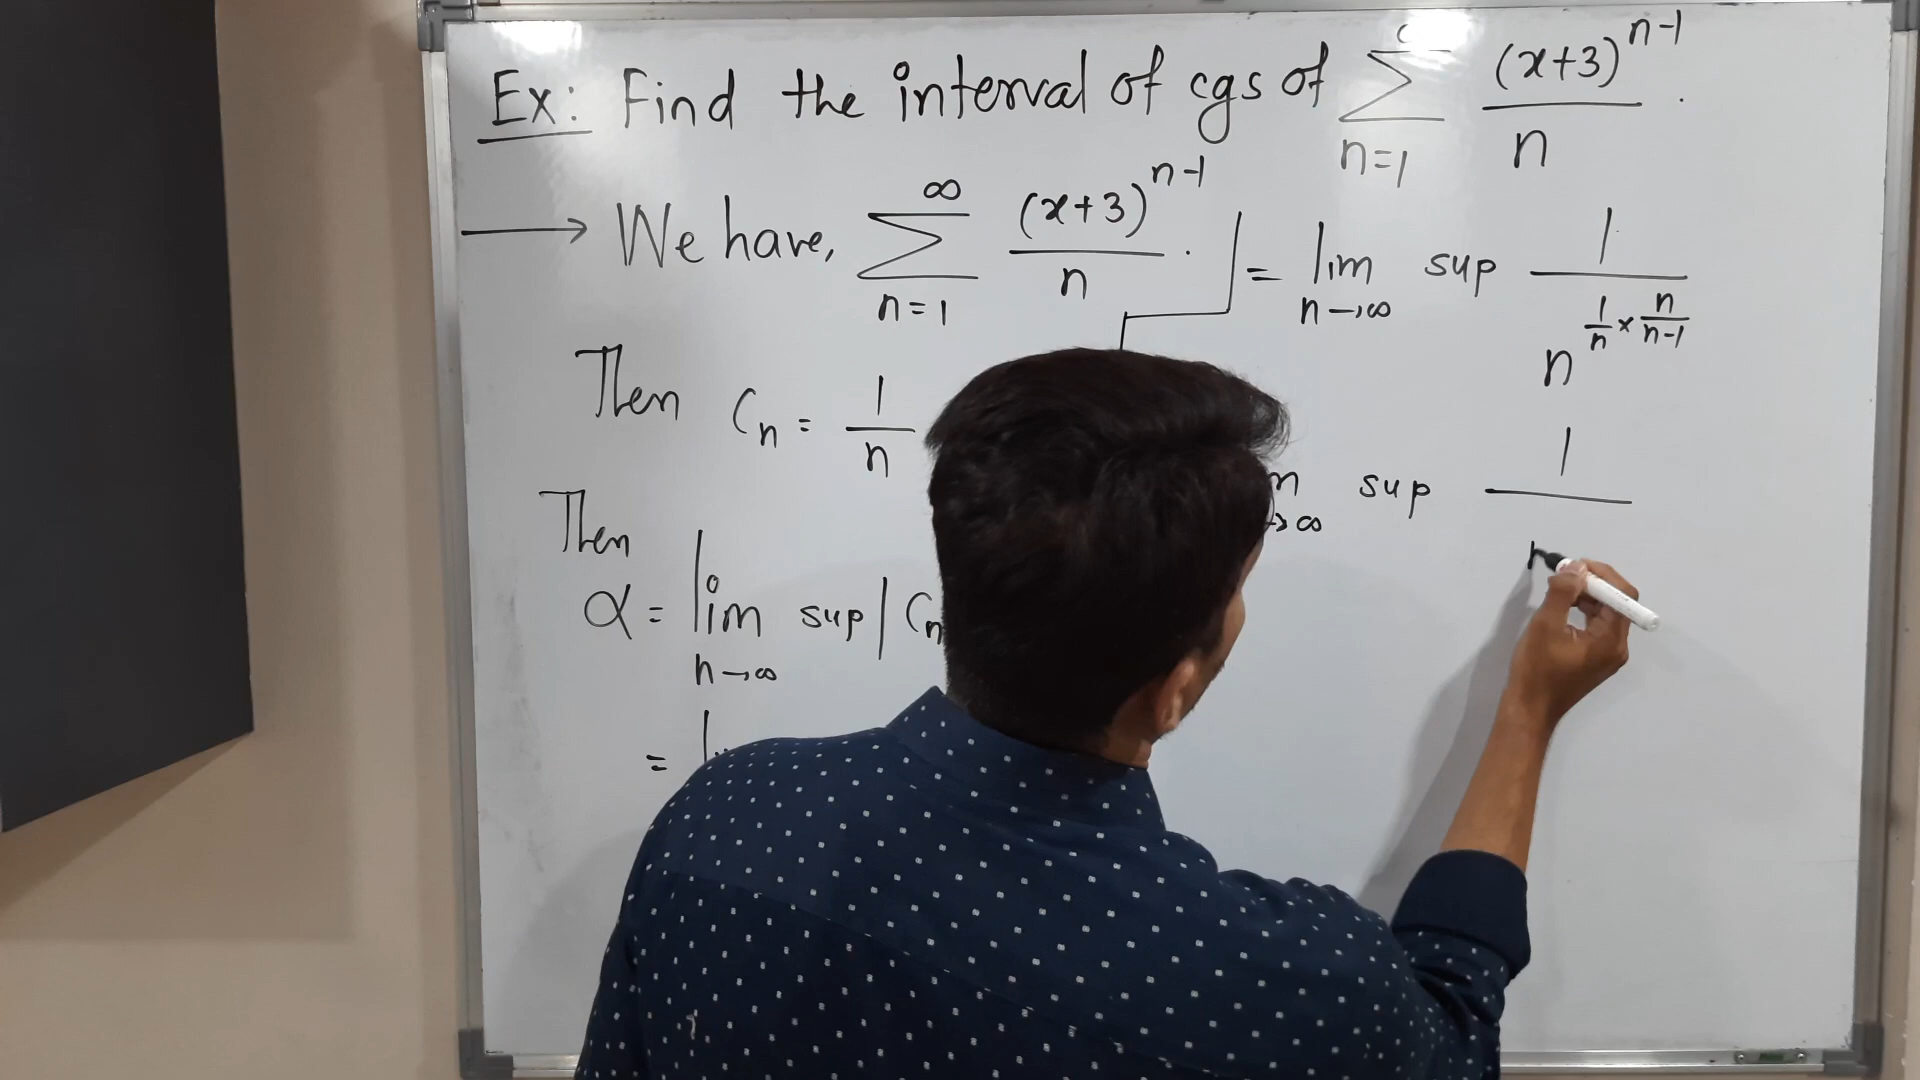 Ex: Find the interval of cgs of ∑ n=1 (x+3)^(n-1) / n .
→ We have, ∑ n=1 ∞ (x+3)^(n-1) / n .
Then Cn = 1/n
Then
α = lim n→∞ sup |Cn
=
= lim n→∞ sup 1 / n^(1/n × n/n-1)
sup 1